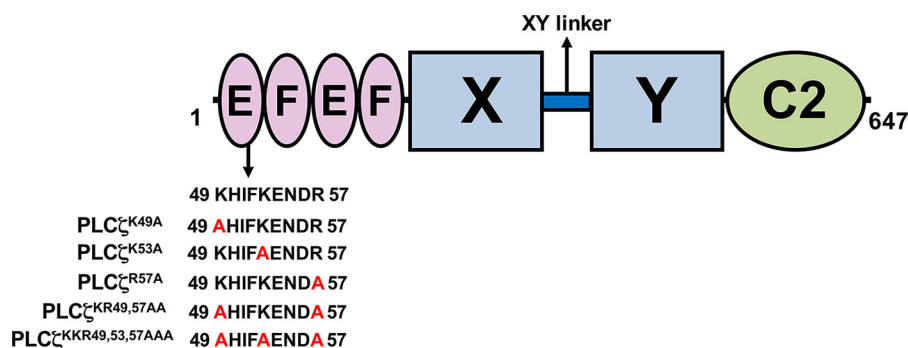 XY linker
1 E F E F X Y C2 647
49 KHIFKENDR 57
PLCζK49A 49 AHIFKENDR 57
PLCζK53A 49 KHIFAENDR 57
PLCζR57A 49 KHIFKENDA 57
PLCζKR49,57AA 49 AHIFKENDA 57
PLCζKKR49,53,57AAA 49 AHIFAENDA 57